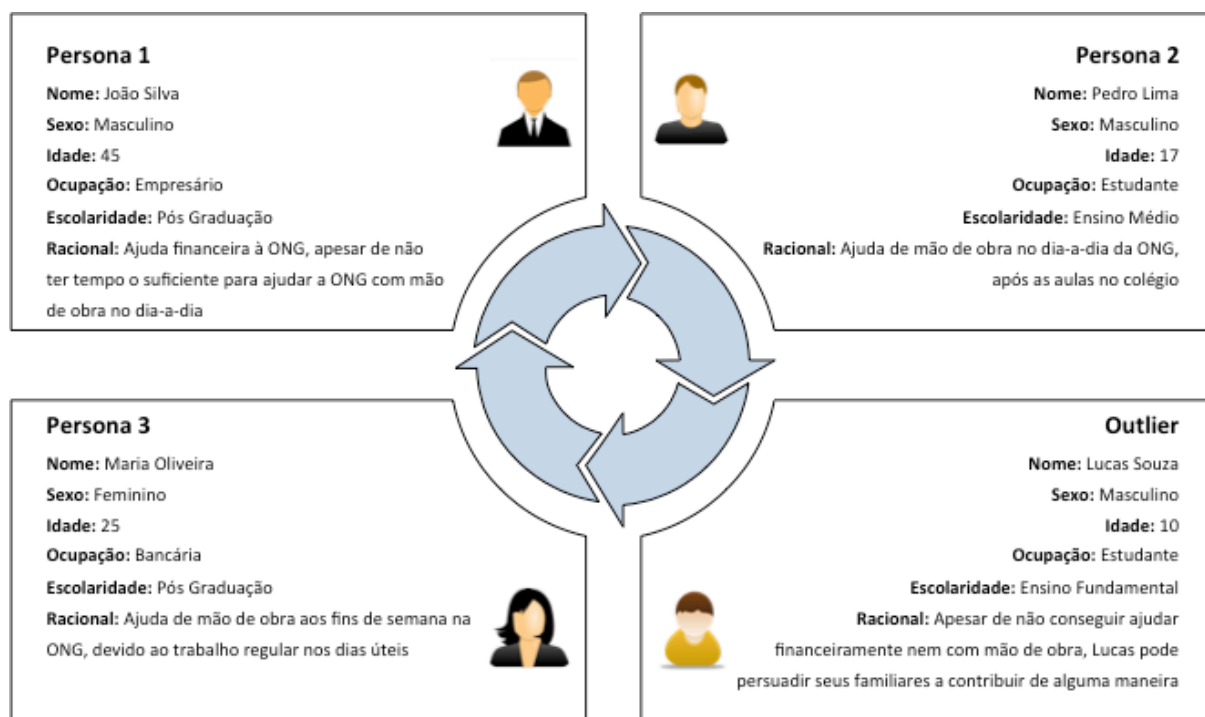 Persona 1
Nome: João Silva
Sexo: Masculino
Idade: 45
Ocupação: Empresário
Escolaridade: Pós Graduação
Racional: Ajuda financeira à ONG, apesar de não
ter tempo o suficiente para ajudar a ONG com mão
de obra no dia-a-dia
Persona 2
Nome: Pedro Lima
Sexo: Masculino
Idade: 17
Ocupação: Estudante
Escolaridade: Ensino Médio
Racional: Ajuda de mão de obra no dia-a-dia da ONG,
após as aulas no colégio
Persona 3
Nome: Maria Oliveira
Sexo: Feminino
Idade: 25
Ocupação: Bancária
Escolaridade: Pós Graduação
Racional: Ajuda de mão de obra aos fins de semana na
ONG, devido ao trabalho regular nos dias úteis
Outlier
Nome: Lucas Souza
Sexo: Masculino
Idade: 10
Ocupação: Estudante
Escolaridade: Ensino Fundamental
Racional: Apesar de não conseguir ajudar
financeiramente nem com mão de obra, Lucas pode
persuadir seus familiares a contribuir de alguma maneira